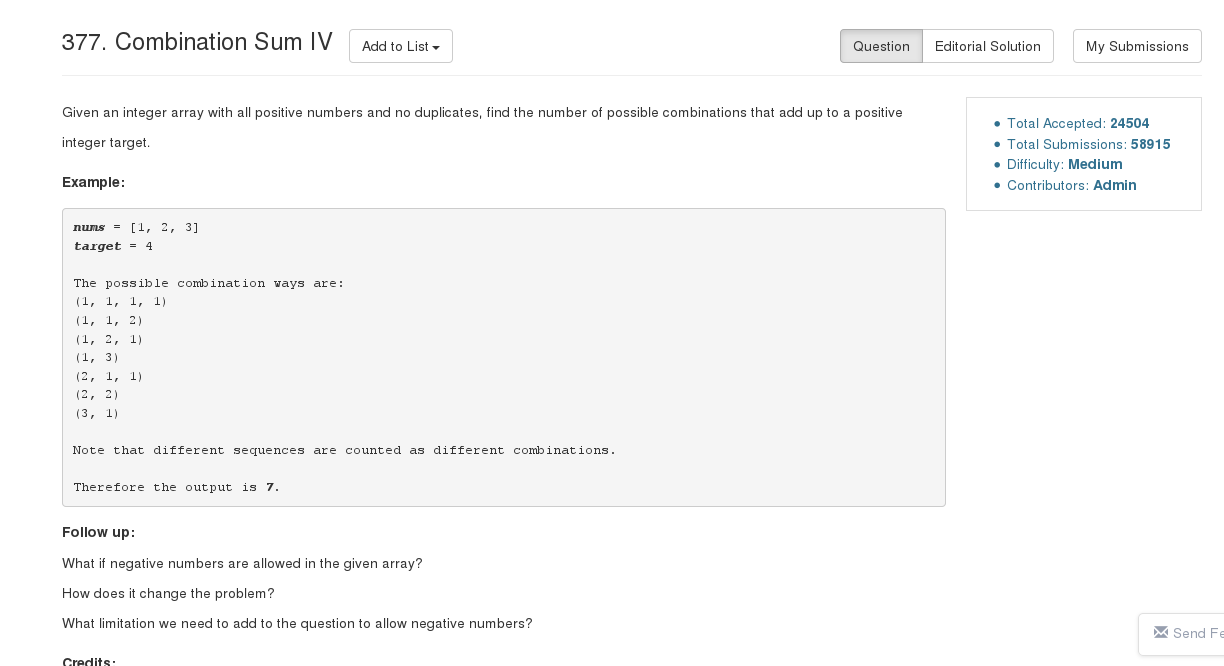 377. Combination Sum IV
Add to List
Question
Editorial Solution
My Submissions
Given an integer array with all positive numbers and no duplicates, find the number of possible combinations that add up to a positive
integer target.
• Total Accepted: 24504
• Total Submissions: 58915
• Difficulty: Medium
• Contributors: Admin
Example:
nums = [1, 2, 3]
target = 4
The possible combination ways are:
(1, 1, 1, 1)
(1, 1, 2)
(1, 2, 1)
(1, 3)
(2, 1, 1)
(2, 2)
(3, 1)
Note that different sequences are counted as different combinations.
Therefore the output is 7.
Follow up:
What if negative numbers are allowed in the given array?
How does it change the problem?
What limitation we need to add to the question to allow negative numbers?
Send Fe
Credits: